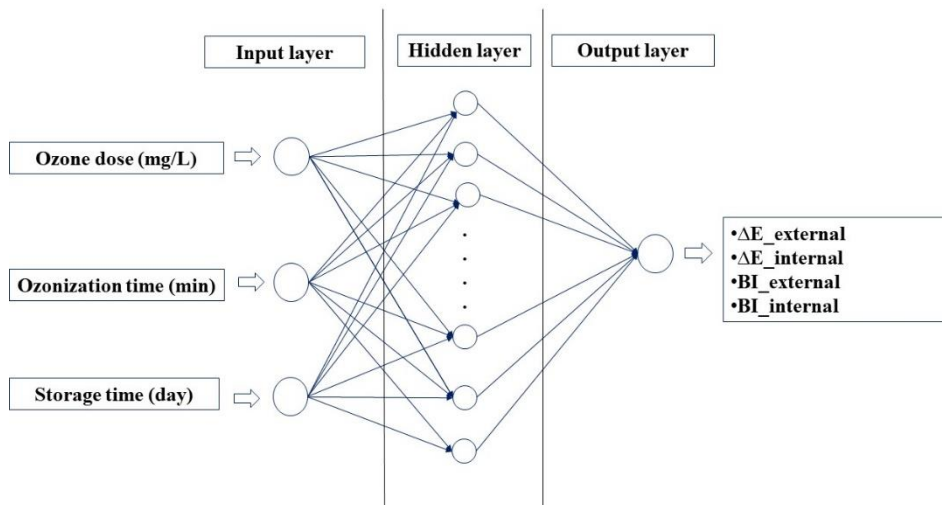 Input layer
Hidden layer
Output layer
Ozone dose (mg/L)
Ozonization time (min)
Storage time (day)
•ΔE_external
•ΔE_internal
•BI_external
•BI_internal